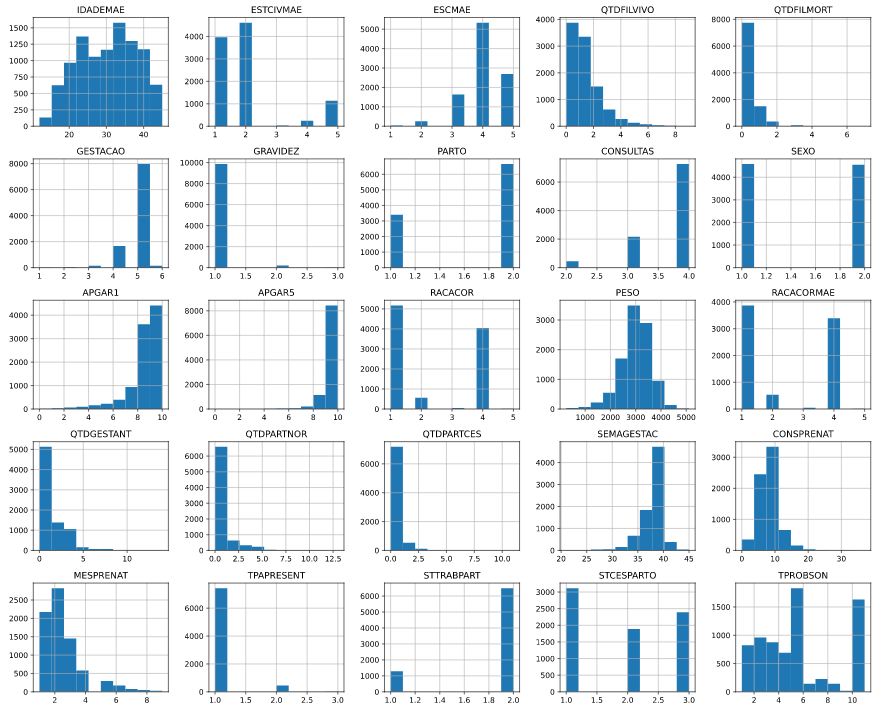 IDADEMAE ESTCIVMAE ESCMAE QTDFILVIVO QTDFILMORT
1500 1250 1000 750 500 250 0
20 30 40
4000 3000 2000 1000 0
1 2 3 4 5
5000 4000 3000 2000 1000 0
1 2 3 4 5
4000 3000 2000 1000 0
0 2 4 6 8
8000 6000 4000 2000 0
0 2 4 6
GESTACAO GRAVIDEZ PARTO CONSULTAS SEXO
8000 6000 4000 2000 0
1 2 3 4 5 6
10000 8000 6000 4000 2000 0
1.0 1.5 2.0 2.5 3.0
6000 5000 4000 3000 2000 1000 0
1.0 1.2 1.4 1.6 1.8 2.0
6000 4000 2000 0
2.0 2.5 3.0 3.5 4.0
4000 3000 2000 1000 0
1.0 1.2 1.4 1.6 1.8 2.0
APGAR1 APGAR5 RACACOR PESO RACACORMAE
4000 3000 2000 1000 0
0 2 4 6 8 10
8000 6000 4000 2000 0
0 2 4 6 8 10
5000 4000 3000 2000 1000 0
1 2 3 4 5
3000 2000 1000 0
1000 2000 3000 4000 5000
4000 3000 2000 1000 0
1 2 3 4 5
QTDGESTANT QTDPARTNOR QTDPARTCES SEMAGESTAC CONSPRENAT
5000 4000 3000 2000 1000 0
0 5 10
6000 5000 4000 3000 2000 1000 0
0.0 2.5 5.0 7.5 10.0 12.5
6000 4000 2000 0
0 2 4 6 8 10
4000 3000 2000 1000 0
20 25 30 35 40 45
3000 2000 1000 0
0 10 20 30
MESPRENAT TPAPRESENT STTRABPART STCESPARTO TPROBSON
2500 2000 1500 1000 500 0
2 4 6 8
6000 4000 2000 0
1.0 1.5 2.0 2.5 3.0
6000 5000 4000 3000 2000 1000 0
1.0 1.2 1.4 1.6 1.8 2.0
3000 2500 2000 1500 1000 500 0
1.0 1.5 2.0 2.5 3.0
1500 1000 500 0
2 4 6 8 10